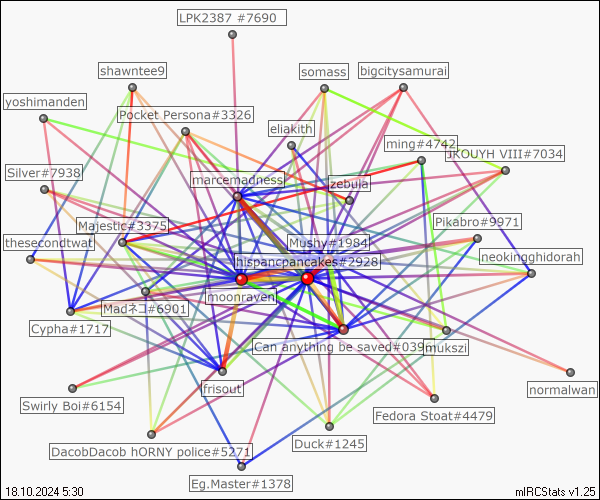 LPK2387 #7690
shawntee9
somass
bigcitysamurai
yoshimanden
Pocket Persona#3326
eliakith
ming#4742
JKOUYH VIII#7034
Silver#7938
marcemadness
zebuia
Majestic#3375
Pikabro#9971
thesecondtwat
Mushy#1984
hispancpancakes#2928
neokingghidorah
moonraven
Madネコ#6901
Cypha#1717
Can anything be saved#039
mukszi
frisout
normalwan
Swirly Boi#6154
Fedora Stoat#4479
DacobDacob hORNY police#5271
Duck#1245
Eg.Master#1378
18.10.2024 5:30
mIRCStats v1.25